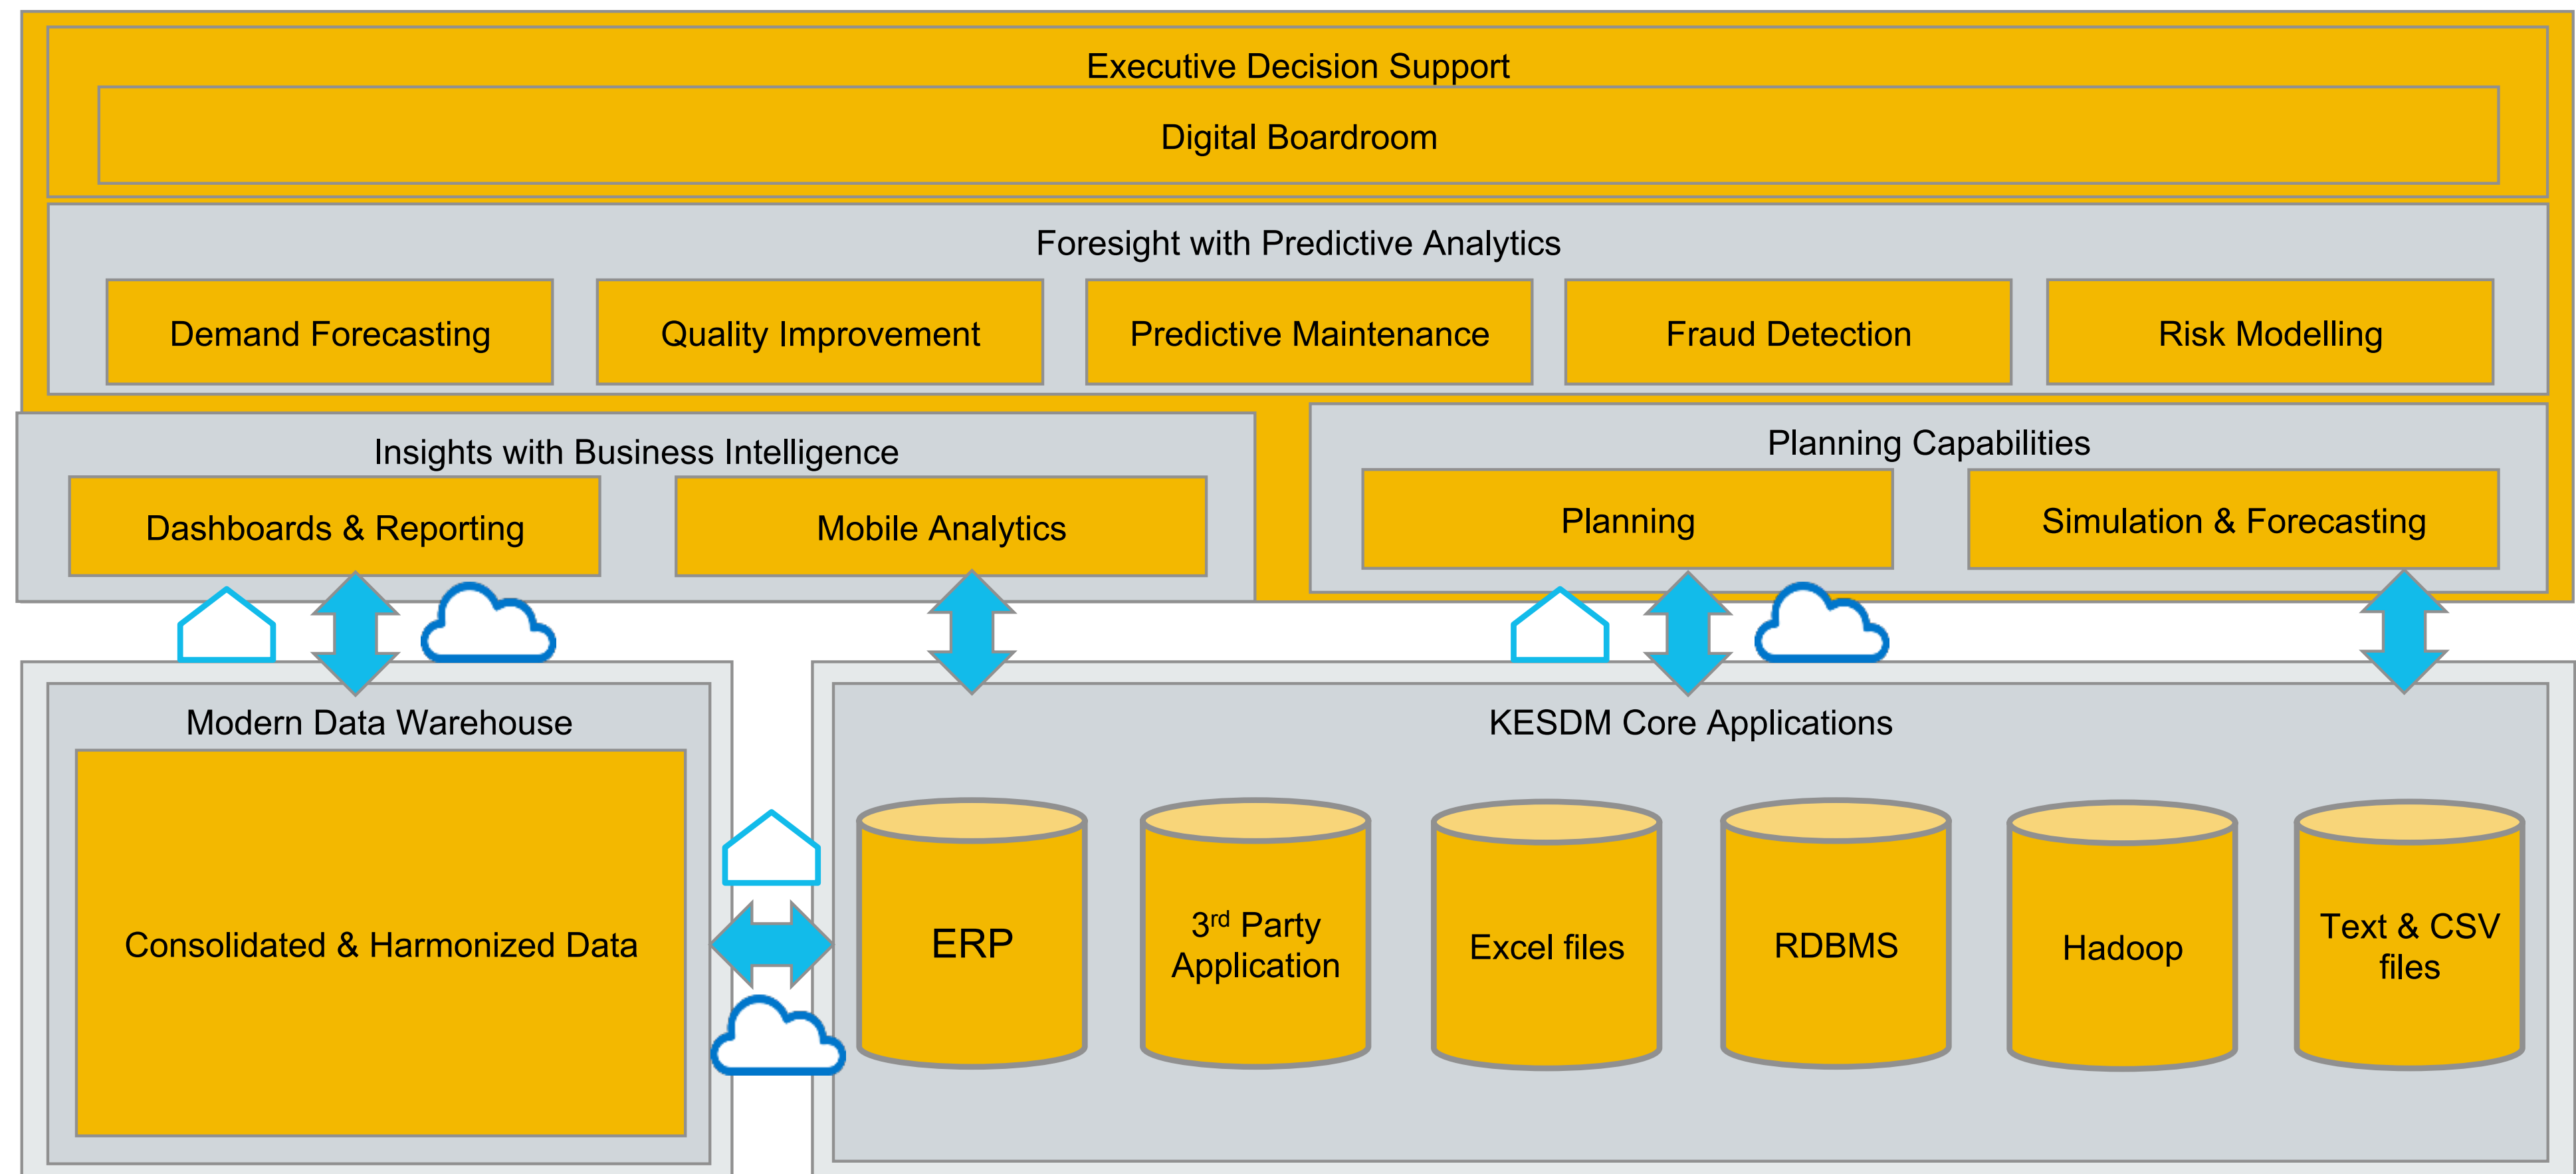 Executive Decision Support
Digital Boardroom
Foresight with Predictive Analytics
Demand Forecasting
Quality Improvement
Predictive Maintenance
Fraud Detection
Risk Modelling
Insights with Business Intelligence
Dashboards & Reporting
Mobile Analytics
Planning Capabilities
Planning
Simulation & Forecasting
Modern Data Warehouse
Consolidated & Harmonized Data
KESDM Core Applications
ERP
3rd Party
Application
Excel files
RDBMS
Hadoop
Text & CSV
files